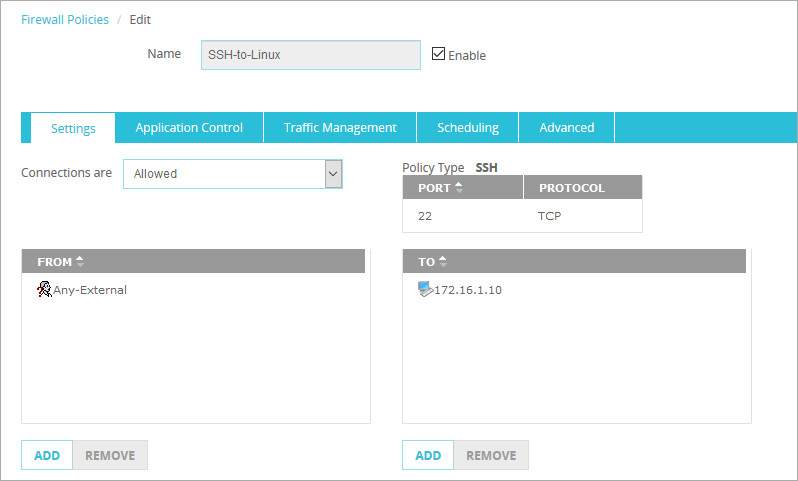 Firewall Policies / Edit
Name SSH-to-Linux Enable
Settings Application Control Traffic Management Scheduling Advanced
Connections are Allowed
Policy Type SSH
PORT PROTOCOL
22 TCP
FROM
Any-External
ADD REMOVE
TO
172.16.1.10
ADD REMOVE